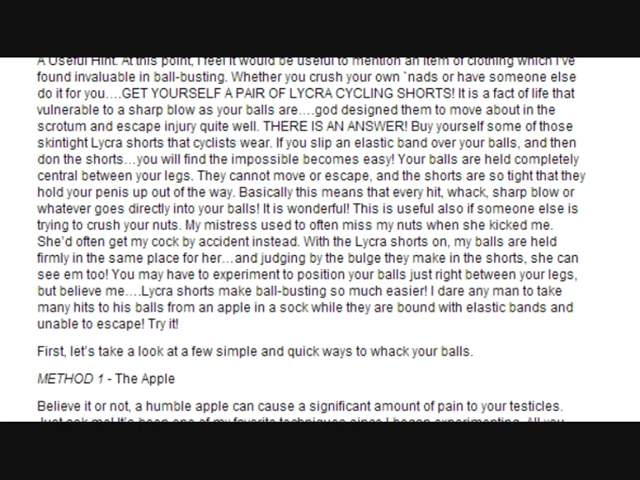 A Useful Hint. At this point, I feel it would be useful to mention an item of clothing which I've
found invaluable in ball-busting. Whether you crush your own `nads or have someone else
do it for you….GET YOURSELF A PAIR OF LYCRA CYCLING SHORTS! It is a fact of life that
vulnerable to a sharp blow as your balls are….god designed them to move about in the
scrotum and escape injury quite well. THERE IS AN ANSWER! Buy yourself some of those
skintight Lycra shorts that cyclists wear. If you slip an elastic band over your balls, and then
don the shorts…you will find the impossible becomes easy! Your balls are held completely
central between your legs. They cannot move or escape, and the shorts are so tight that they
hold your penis up out of the way. Basically this means that every hit, whack, sharp blow or
whatever goes directly into your balls! It is wonderful! This is useful also if someone else is
trying to crush your nuts. My mistress used to often miss my nuts when she kicked me.
She'd often get my cock by accident instead. With the Lycra shorts on, my balls are held
firmly in the same place for her…and judging by the bulge they make in the shorts, she can
see em too! You may have to experiment to position your balls just right between your legs,
but believe me….Lycra shorts make ball-busting so much easier! I dare any man to take
many hits to his balls from an apple in a sock while they are bound with elastic bands and
unable to escape! Try it!
First, let's take a look at a few simple and quick ways to whack your balls.
METHOD 1 - The Apple
Believe it or not, a humble apple can cause a significant amount of pain to your testicles.
Just ask me! It's been one of my favorite techniques since I began experimenting. All you